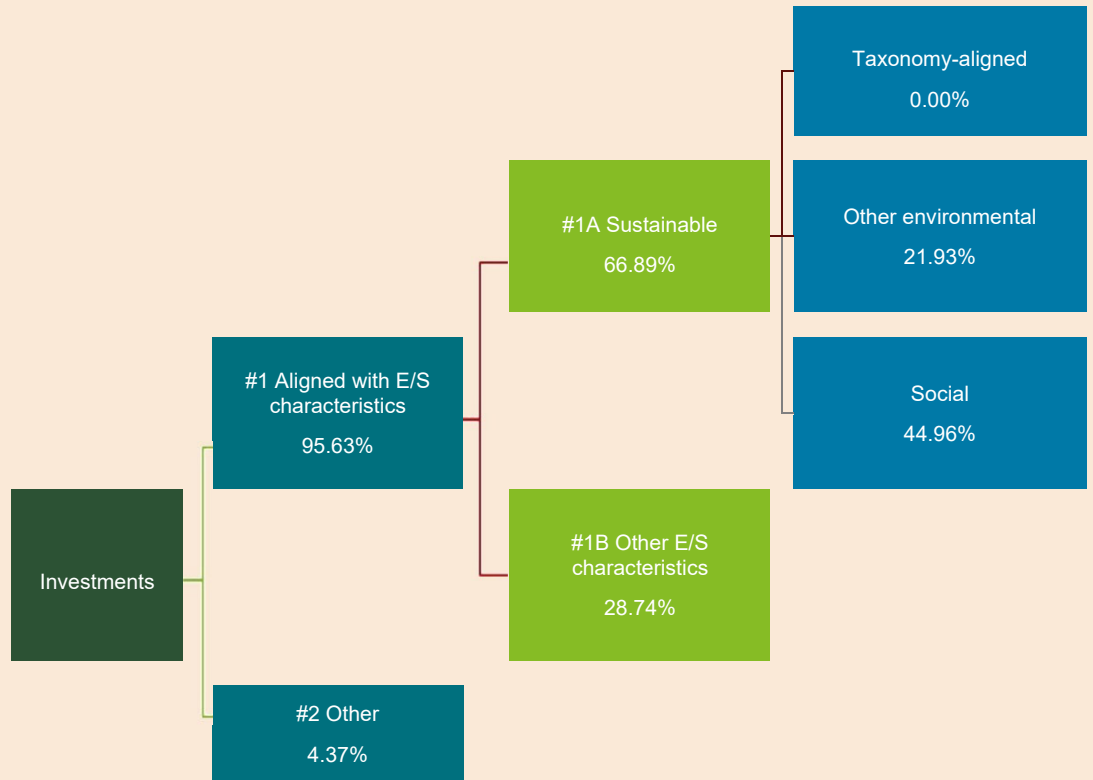 Taxonomy-aligned
0.00%
#1A Sustainable
66.89%
Other environmental
21.93%
#1 Aligned with E/S
characteristics
95.63%
Social
44.96%
Investments
#1B Other E/S
characteristics
28.74%
#2 Other
4.37%